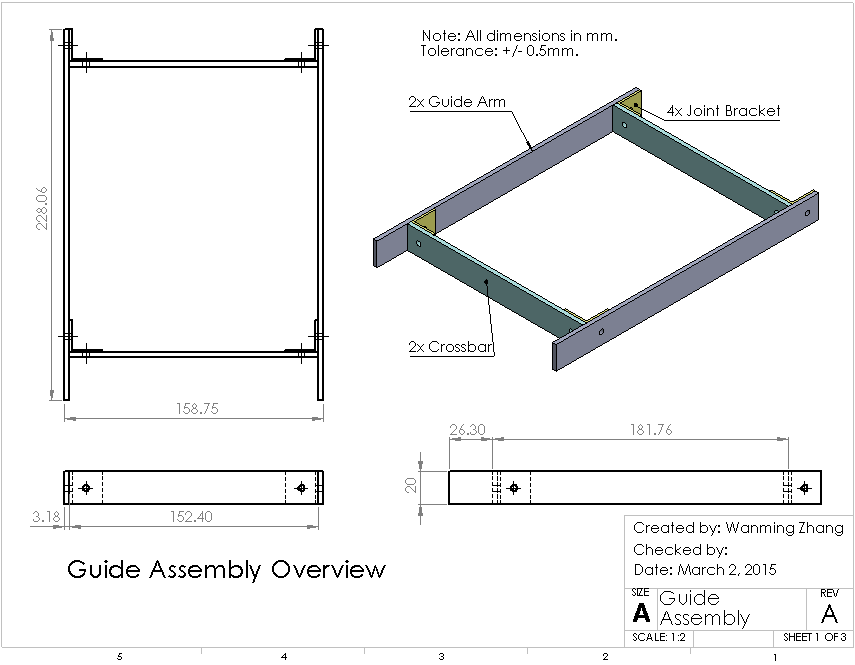 Note: All dimensions in mm.
Tolerance: +/- 0.5mm.
2x Guide Arm
4x Joint Bracket
228.06
2x Crossbar
158.75
26.30
181.76
20
3.18
152.40
Guide Assembly Overview
Created by: Wanming Zhang
Checked by:
Date: March 2, 2015
SIZE
A
Guide
Assembly
REV
A
SCALE: 1:2
SHEET 1 OF 3
5
4
3
2
1